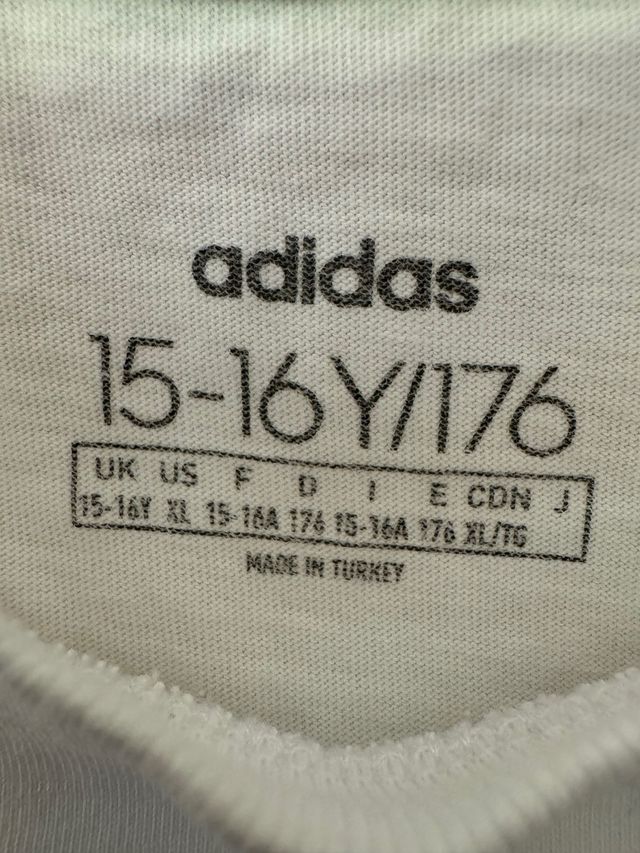 adidas
15-16Y/176
UK US F D I E CDN J
15-16Y XL 15-16A 176 15-16A 176 XL/TG
MADE IN TURKEY